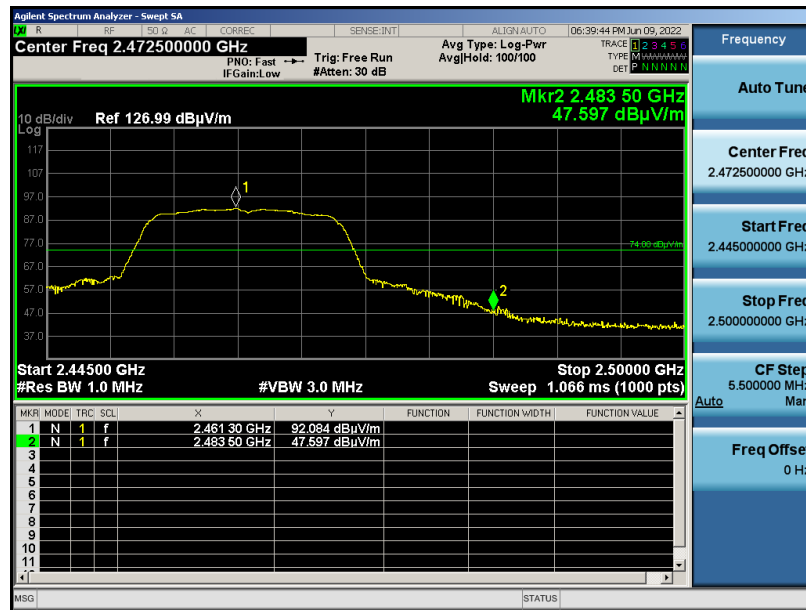 Agilent Spectrum Analyzer - Swept SA
LXI R RF 50 Ω AC CORREC SENSE:INT ALIGN AUTO 06:39:44 PM Jun 09, 2022
Center Freq 2.472500000 GHz
PNO: Fast
IFGain:Low
Trig: Free Run
#Atten: 30 dB
Avg Type: Log-Pwr
Avg|Hold: 100/100
TRACE 1 2 3 4 5 6
TYPE M
DET P N N N N N
Mkr2 2.483 50 GHz
47.597 dBµV/m
10 dB/div Ref 126.99 dBµV/m
Log
117
107
97.0
87.0
77.0
67.0
57.0
47.0
37.0
1
74.00 dBµV/m
2
Start 2.44500 GHz Stop 2.50000 GHz
#Res BW 1.0 MHz #VBW 3.0 MHz Sweep 1.066 ms (1000 pts)
MKR MODE TRC SCL X Y FUNCTION FUNCTION WIDTH FUNCTION VALUE
1 N 1 f 2.461 30 GHz 92.084 dBµV/m
2 N 1 f 2.483 50 GHz 47.597 dBµV/m
3
4
5
6
7
8
9
10
11
MSG STATUS
Frequency
Auto Tune
Center Freq
2.472500000 GHz
Start Freq
2.445000000 GHz
Stop Freq
2.500000000 GHz
CF Step
5.500000 MHz
Auto Man
Freq Offset
0 Hz